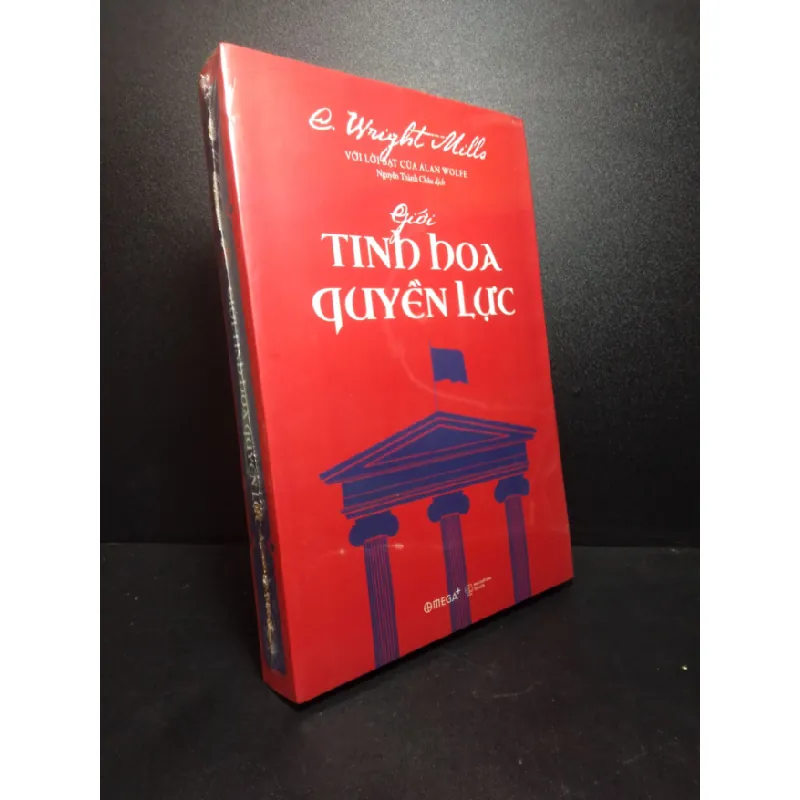 C. Wright Mills
VỚI LỜI BẠT CỦA ALAN WOLFE
Nguyễn Thành Châu dịch
Giới
TINH HOA
QUYỀN LỰC
OMEGA+